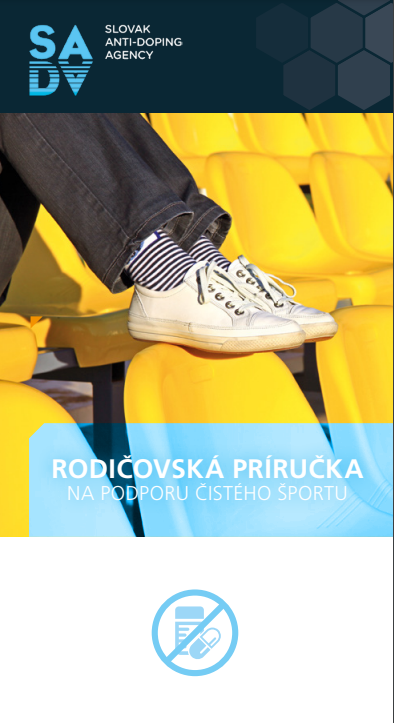 SA
DA
SLOVAK
ANTI-DOPING
AGENCY
RODIČOVSKÁ PRÍRUČKA
NA PODPORU ČISTÉHO ŠPORTU